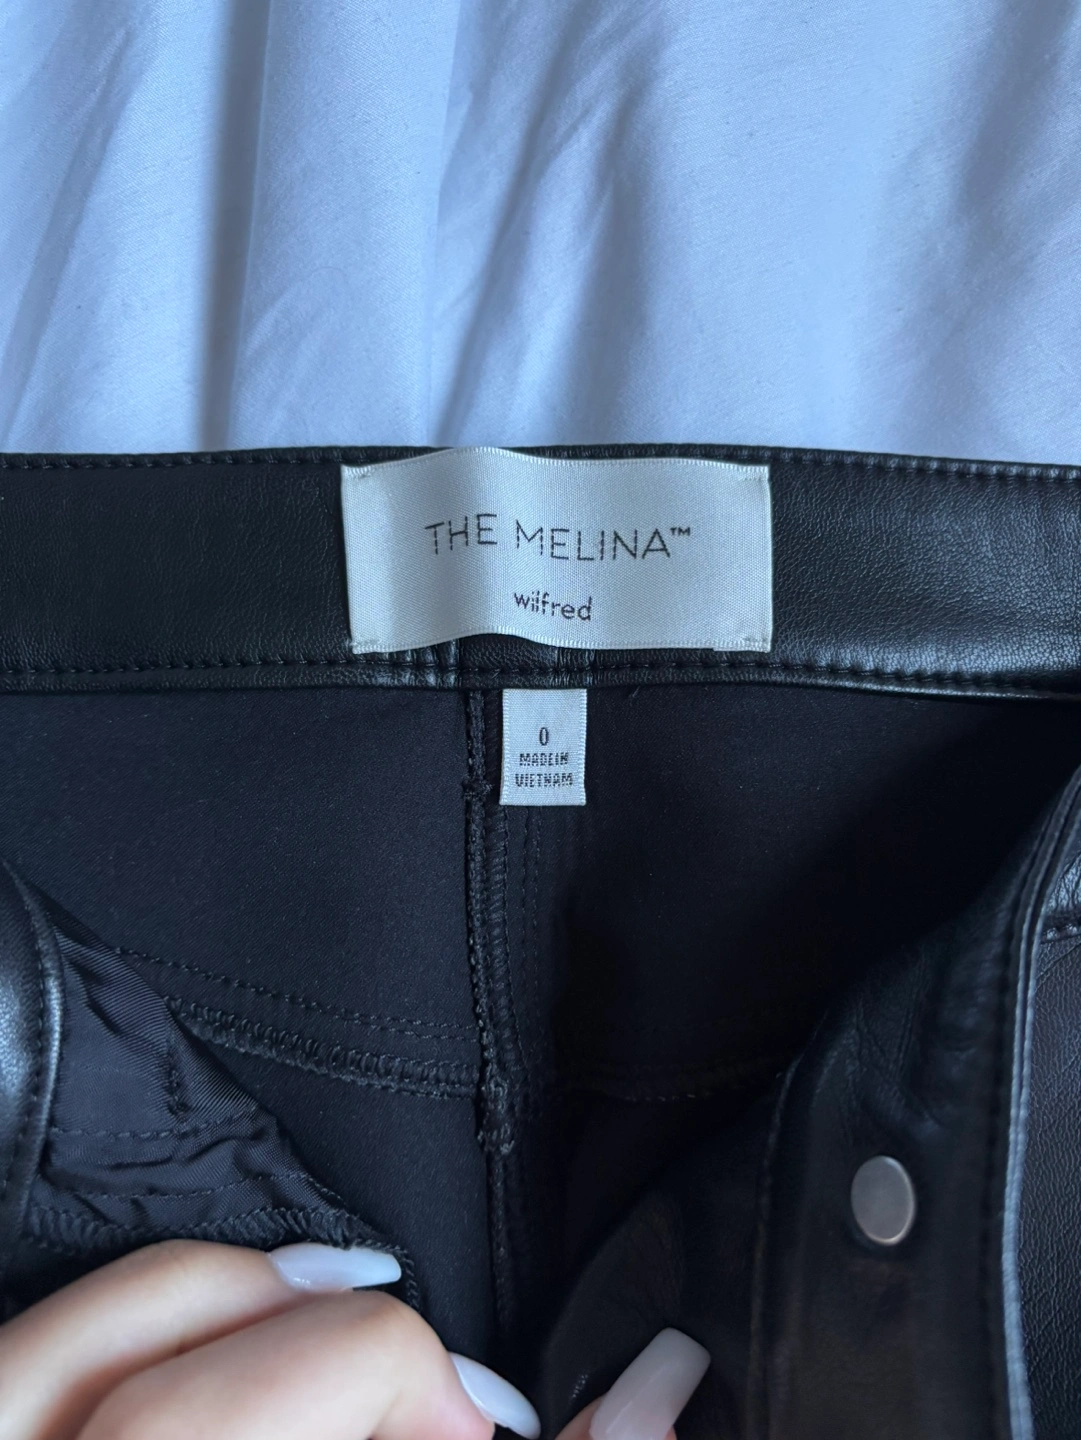 THE MELINA™
wilfred
0
MADE IN
VIETNAM